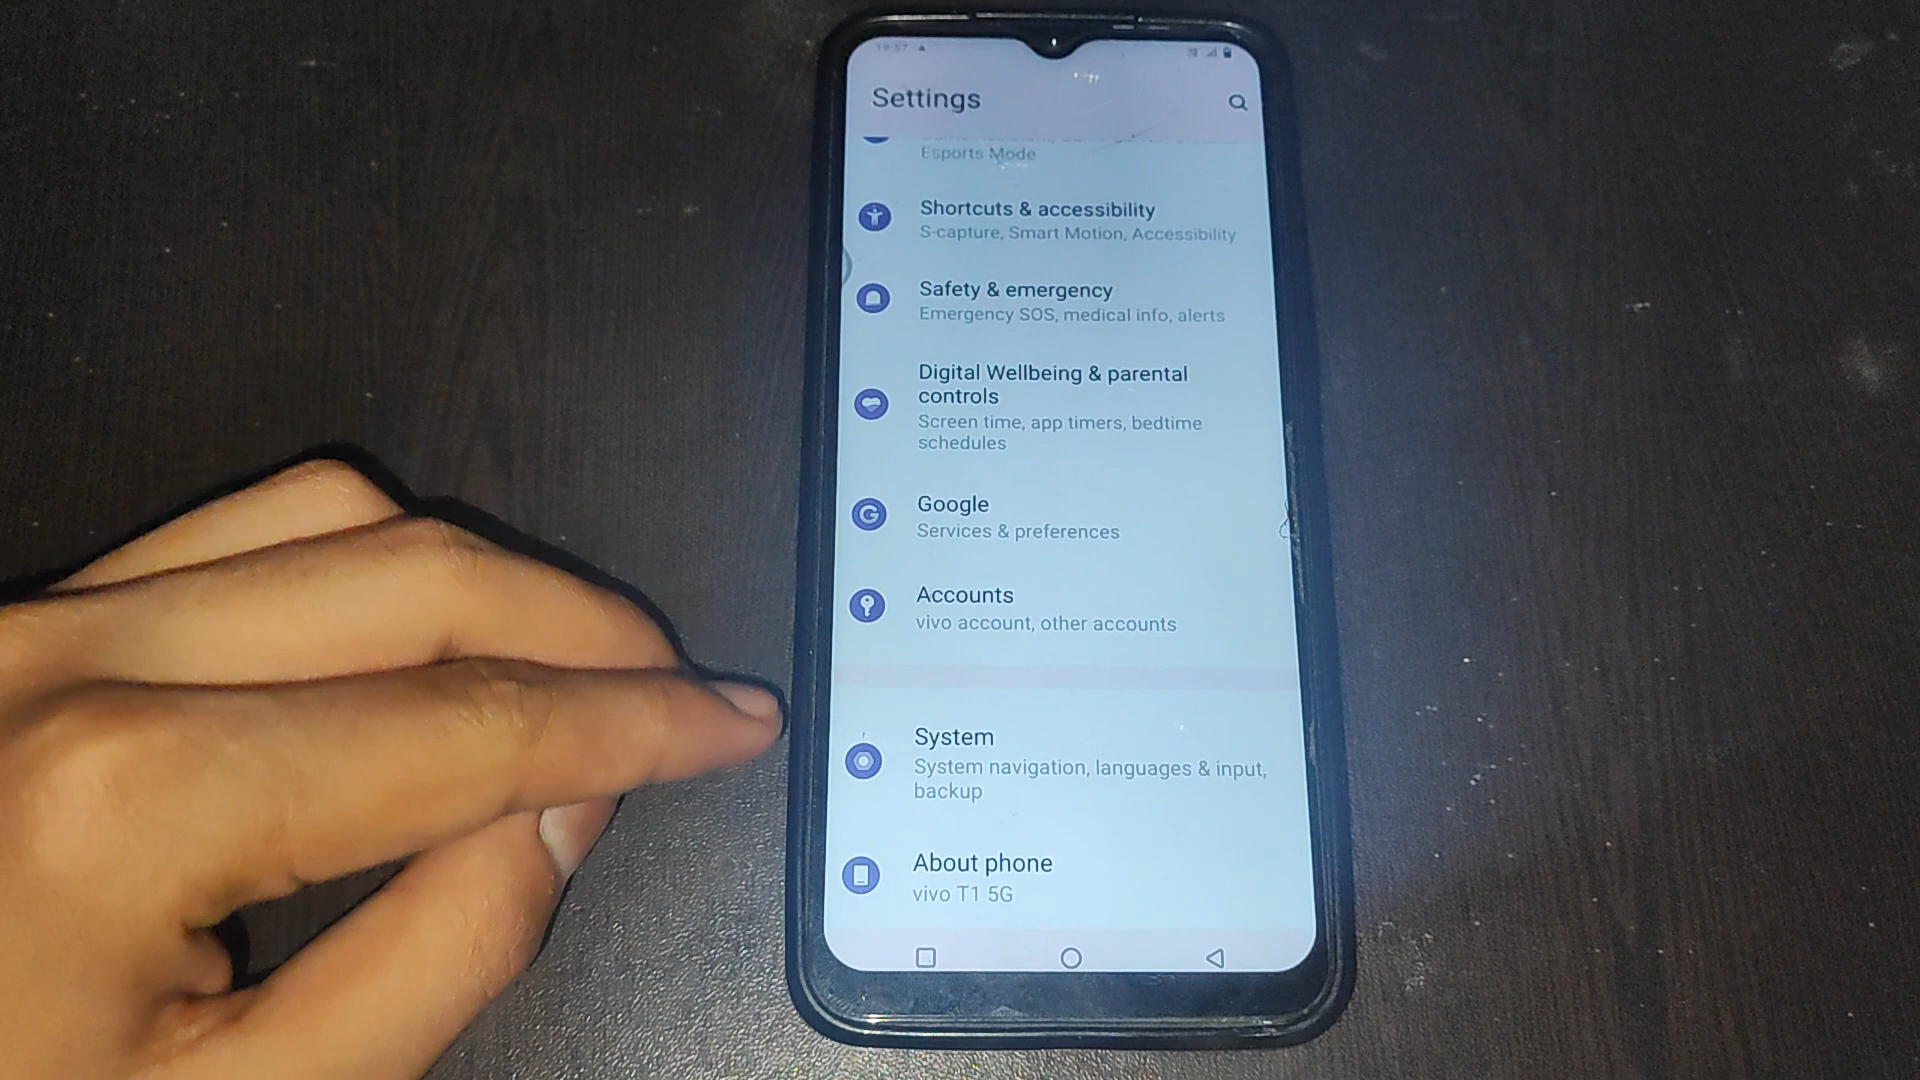 19:57
Settings
Esports Mode
Shortcuts & accessibility
S-capture, Smart Motion, Accessibility
Safety & emergency
Emergency SOS, medical info, alerts
Digital Wellbeing & parental
controls
Screen time, app timers, bedtime
schedules
Google
Services & preferences
Accounts
vivo account, other accounts
System
System navigation, languages & input,
backup
About phone
vivo T1 5G